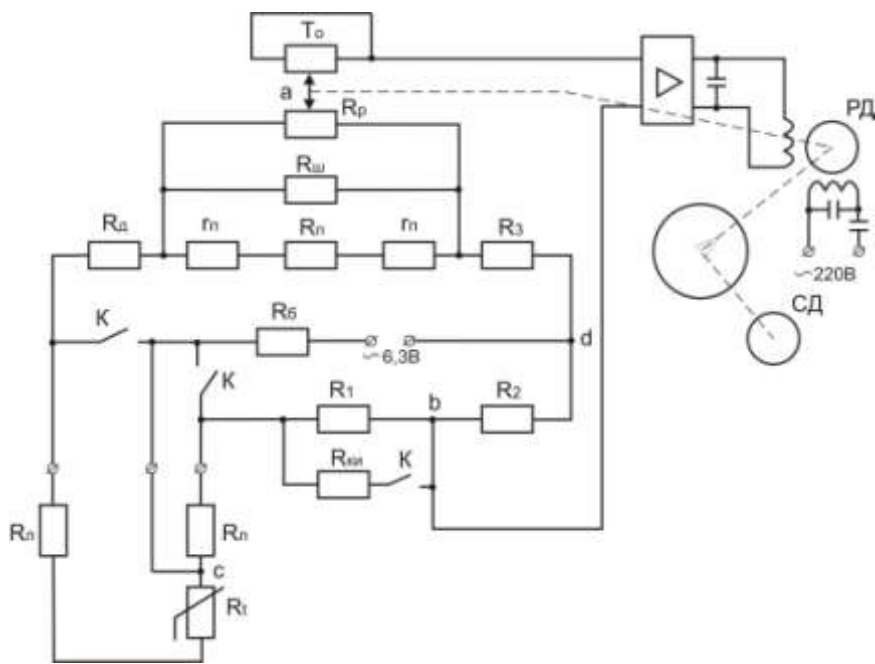 Tо
a
Rр
РД
Rш
Rд
rп
Rп
rп
R3
~220В
СД
К
Rб
~6,3В
d
К
R1
b
R2
Rки
К
Rл
Rл
c
Rt